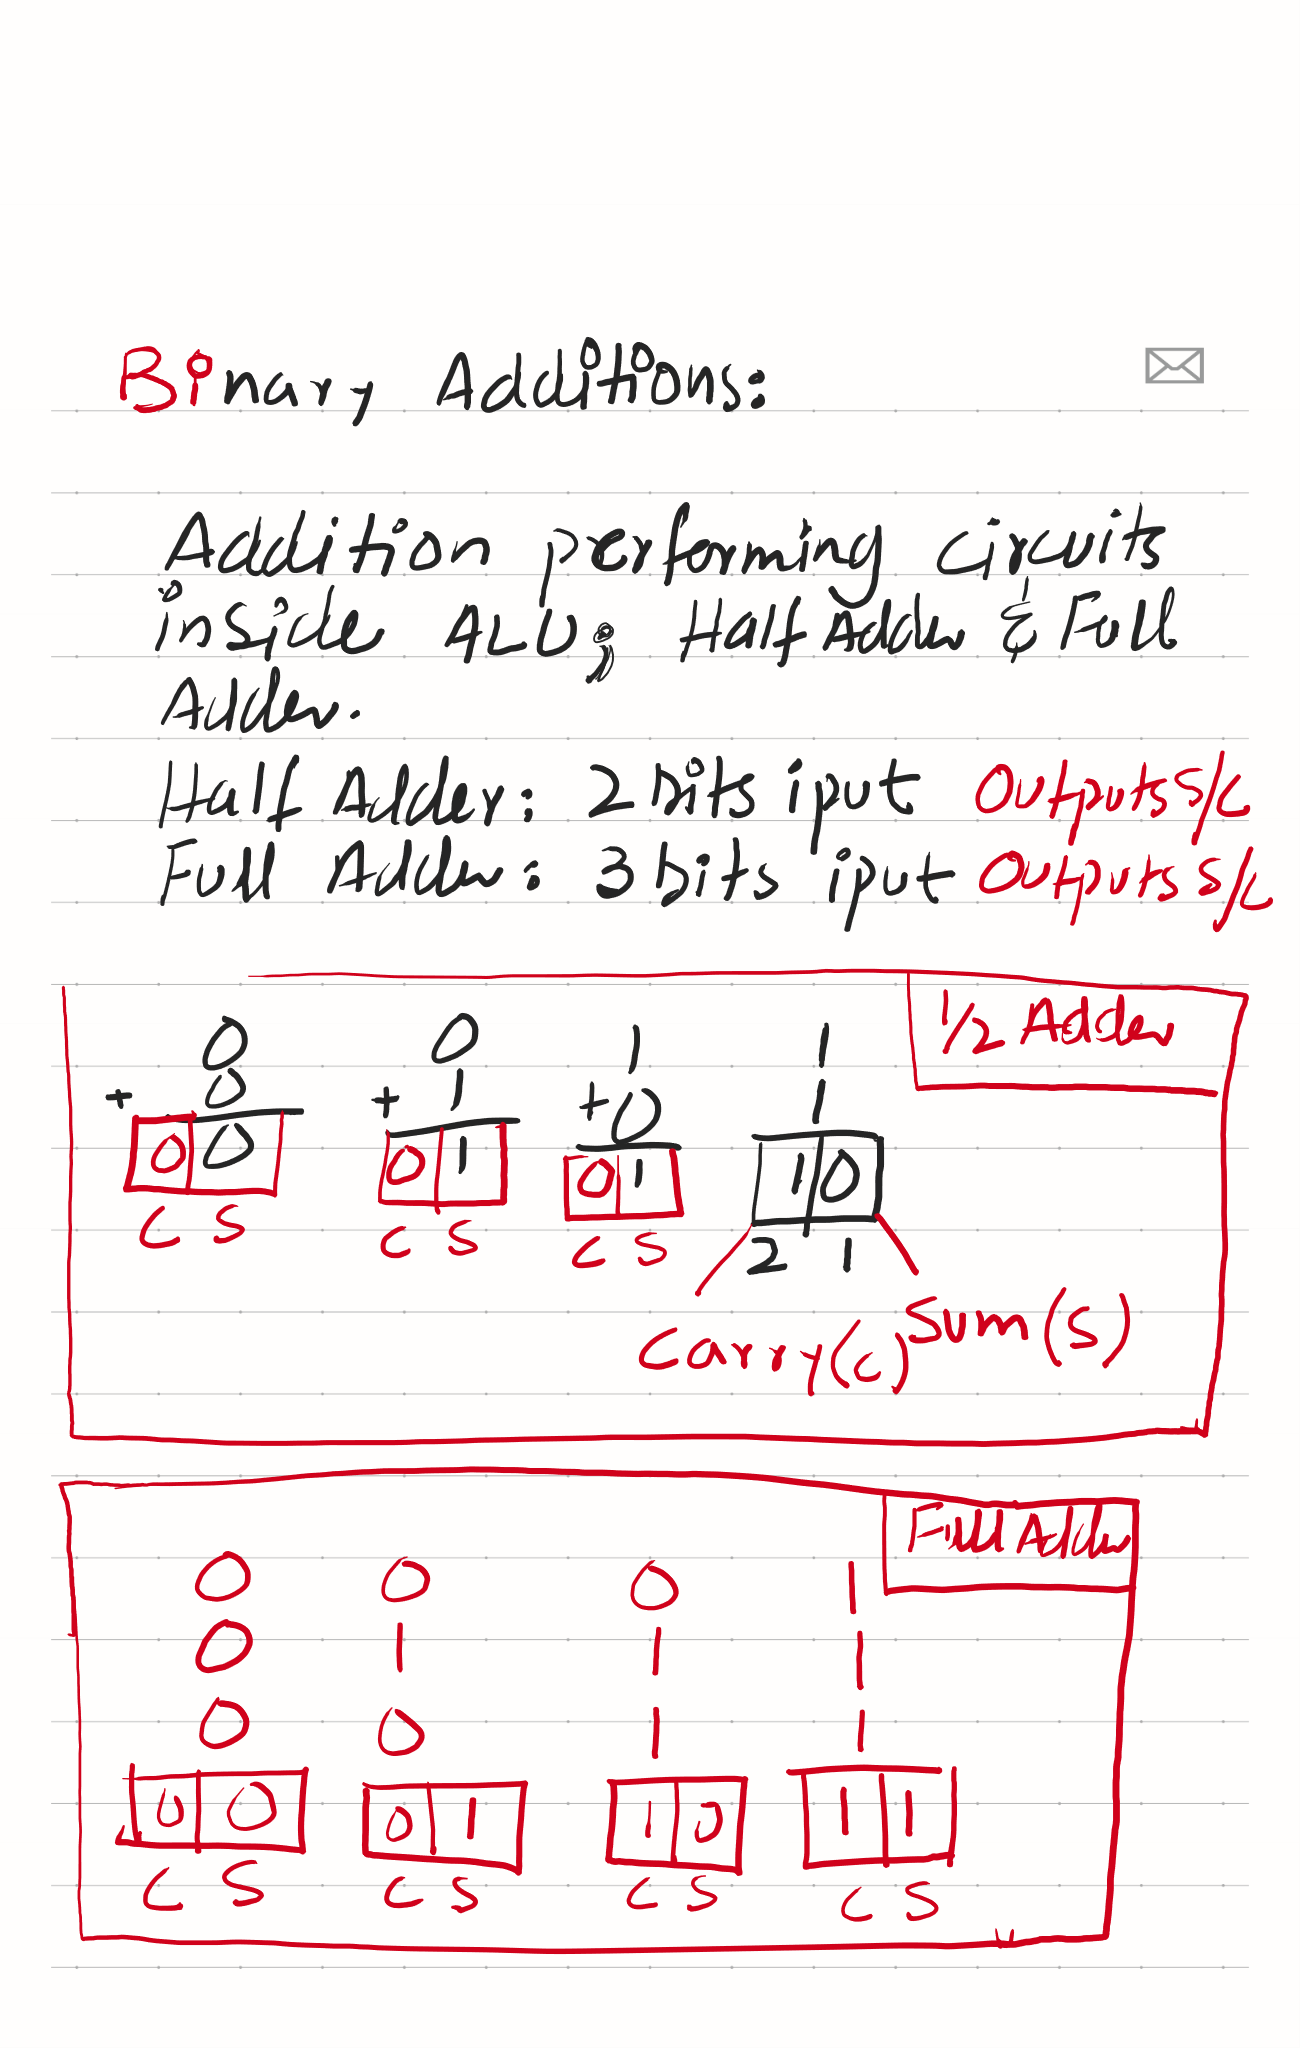 Binary Additions:
Addition performing circuits
inside ALU; Half Adder & Full
Adder.
Half Adder: 2 bits iput Outputs S/C
Full Adder: 3 bits iput Outputs S/C
1/2 Adder
0 0 1 1
+ 0 + 1 + 0 1
0 0 0 1 0 1 1 0
C S C S C S 2 1
Carry(C) Sum(S)
Full Adder
0 0 0 1
0 1 1 1
0 0 1 1
0 0 0 1 1 0 1 1
C S C S C S C S